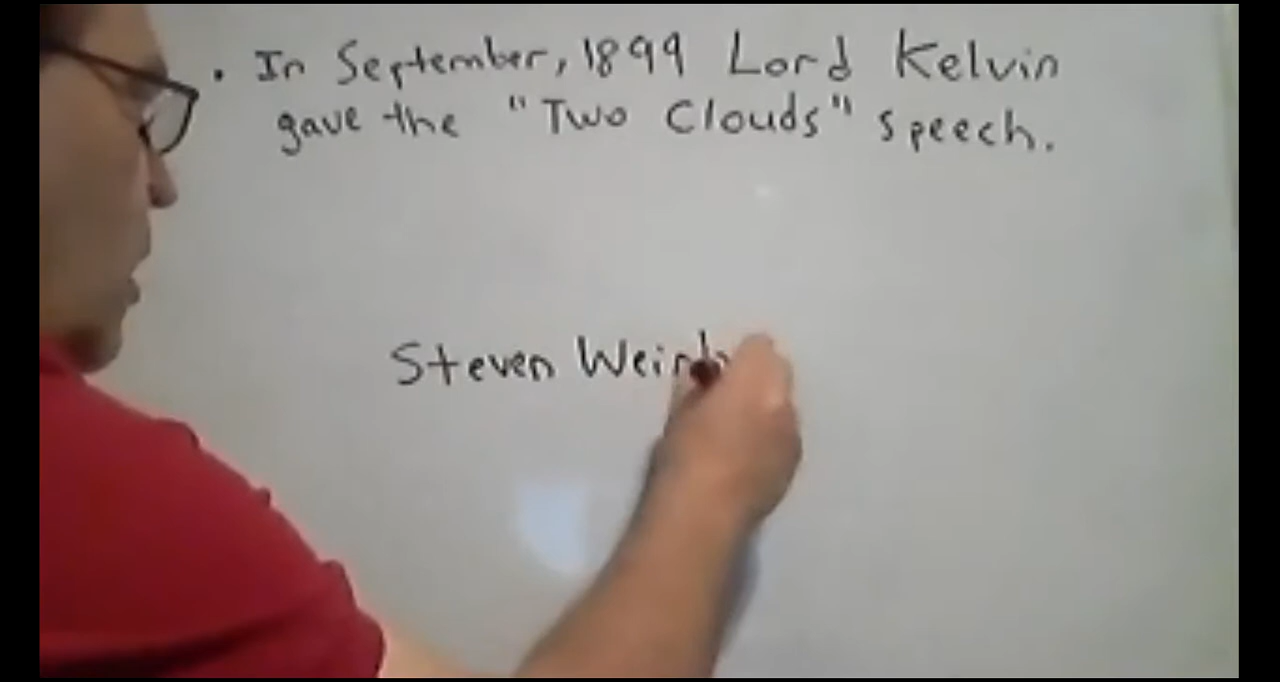 . In September, 1899 Lord Kelvin
gave the "Two Clouds" speech.
Steven